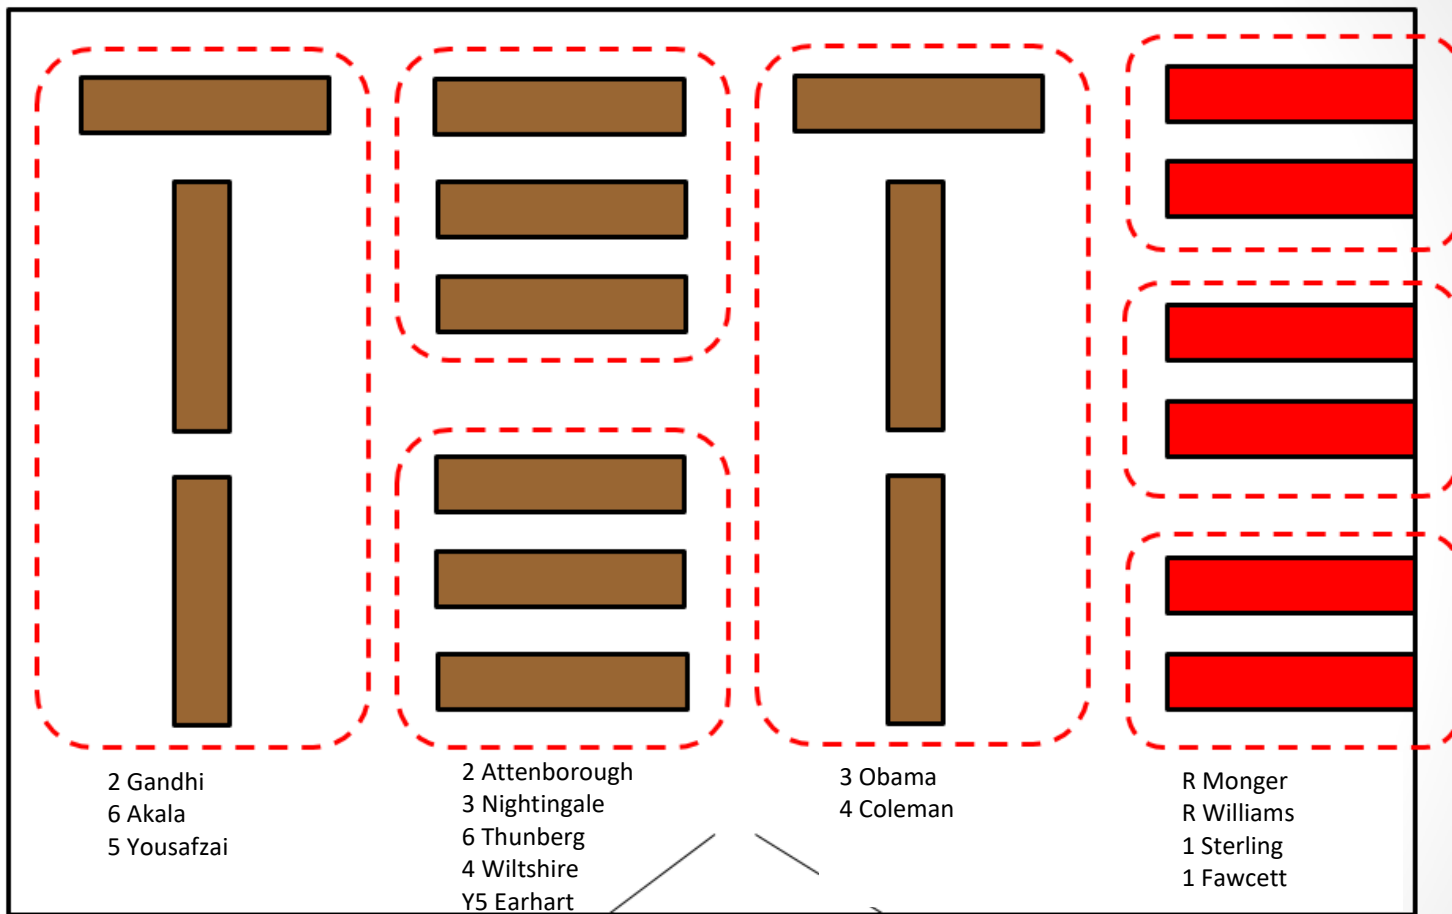 2 Gandhi
6 Akala
5 Yousafzai
2 Attenborough
3 Nightingale
6 Thunberg
4 Wiltshire
Y5 Earhart
3 Obama
4 Coleman
R Monger
R Williams
1 Sterling
1 Fawcett